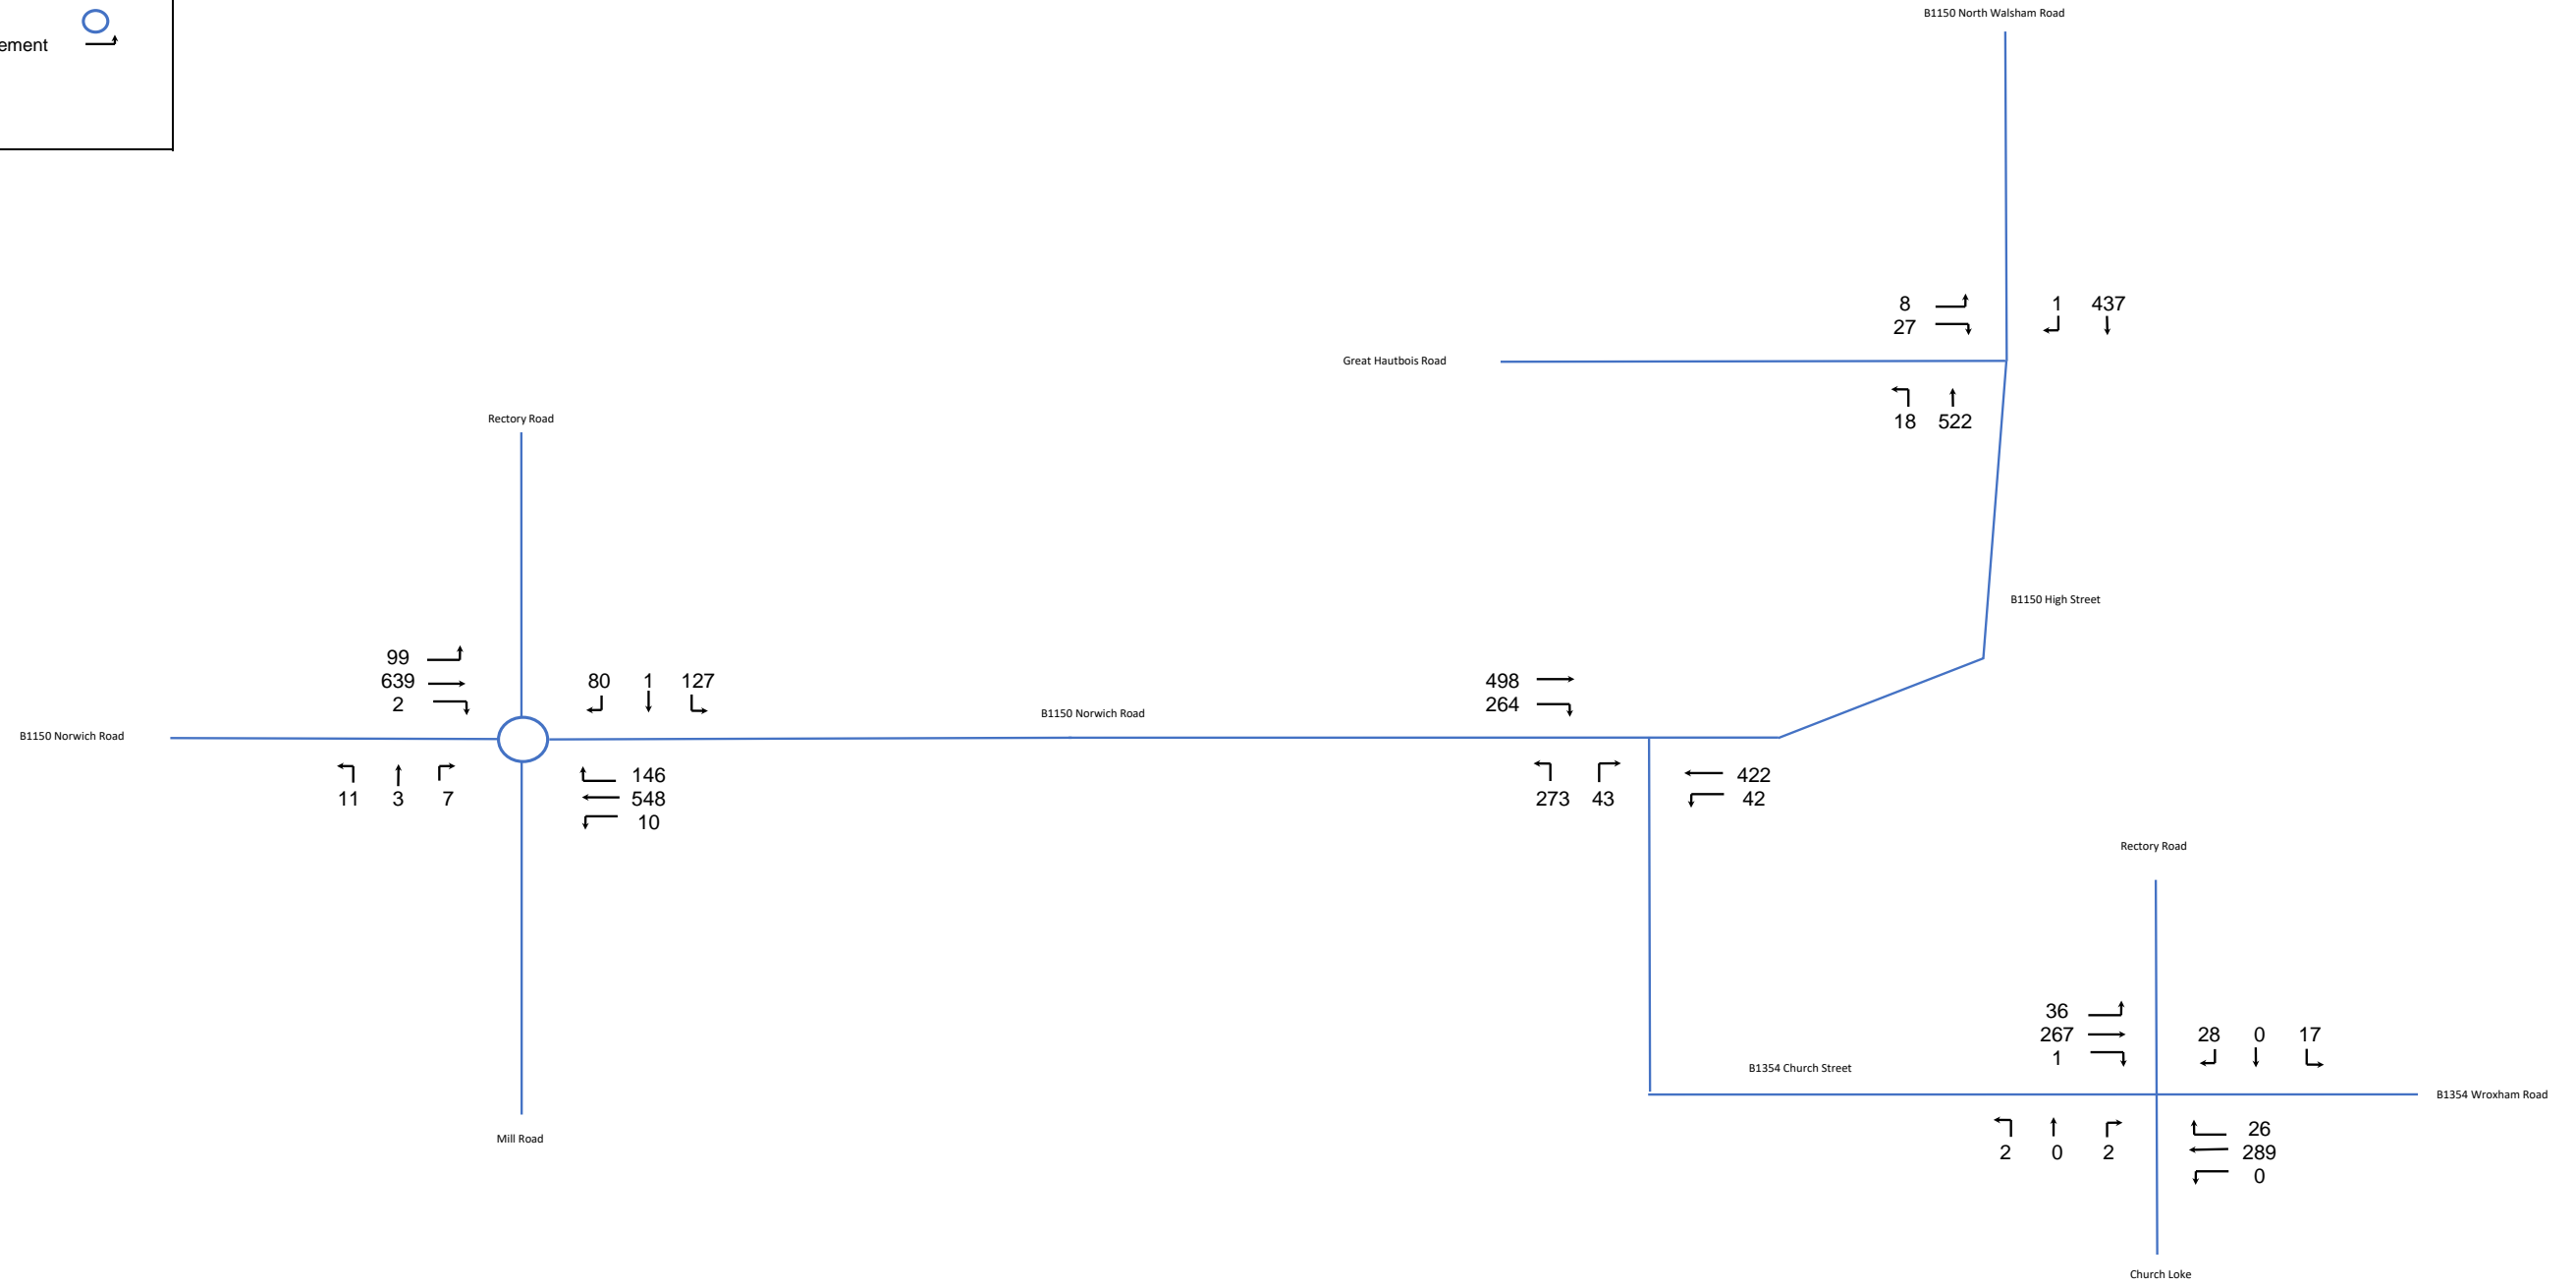 ement
B1150 North Walsham Road
8
27
1 437
Great Hautbois Road
18 522
Rectory Road
B1150 High Street
99
639
2
80 1 127
B1150 Norwich Road
B1150 Norwich Road
498
264
11 3 7
146
548
10
273 43
422
42
Rectory Road
36
267
1
28 0 17
B1354 Church Street
B1354 Wroxham Road
Mill Road
2 0 2
26
289
0
Church Loke